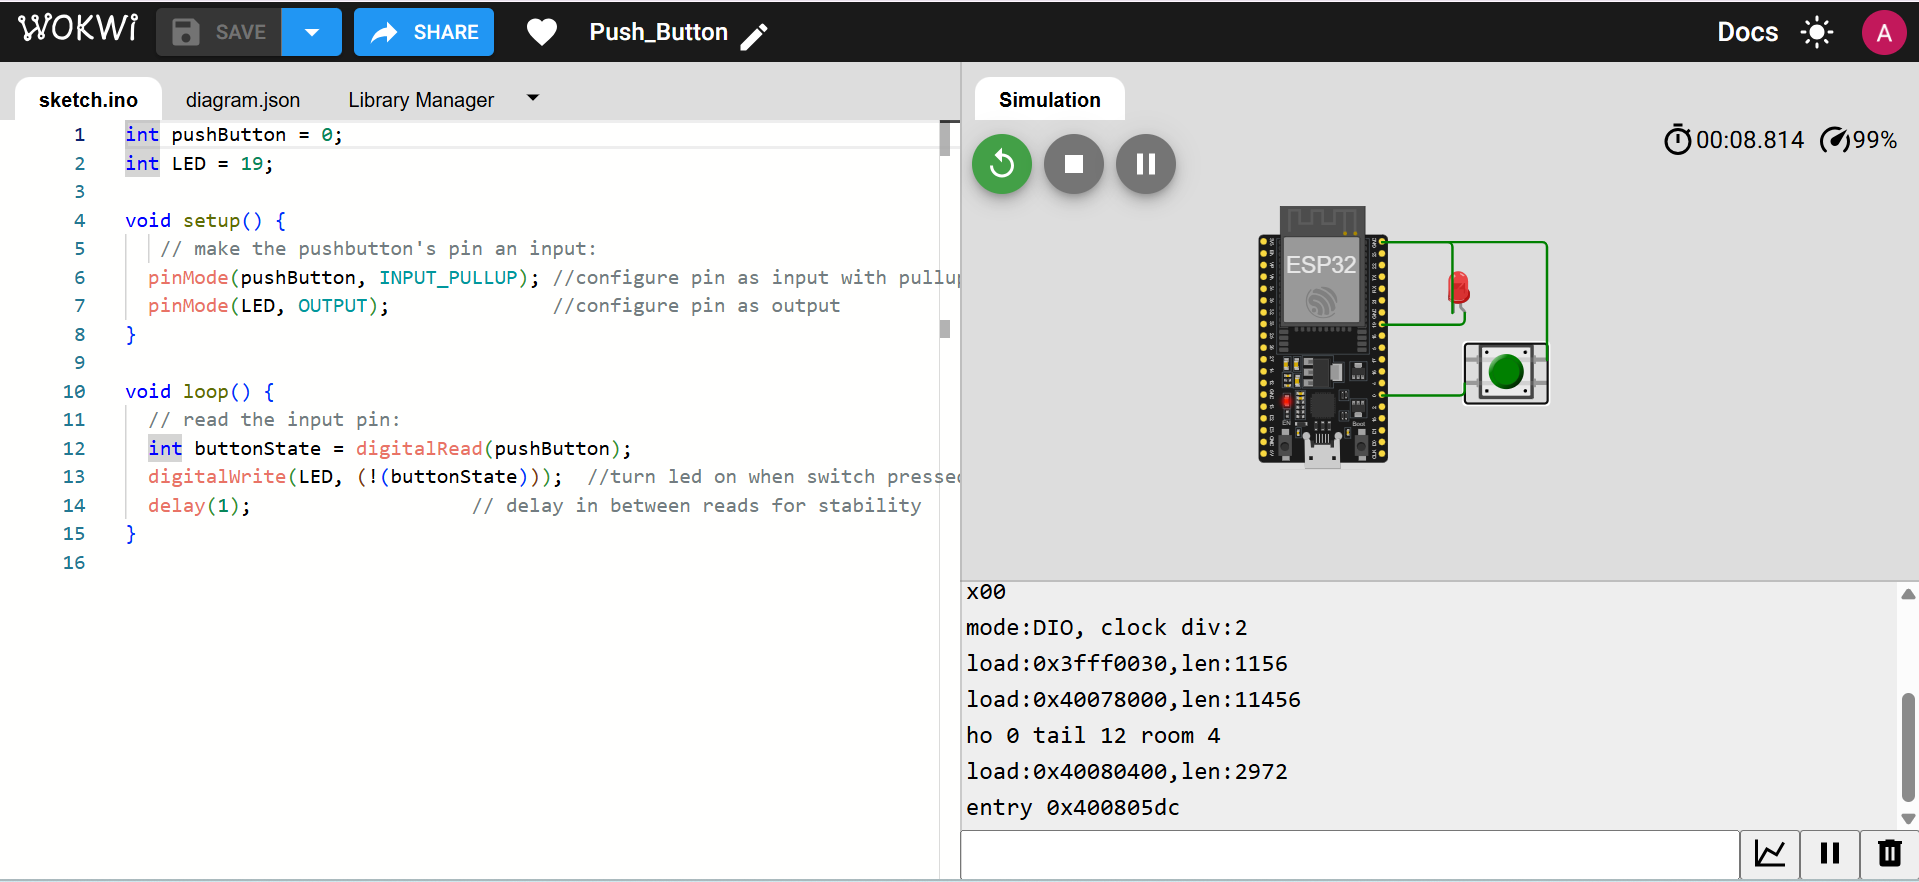 WOKWi SAVE SHARE Push_Button Docs A
sketch.ino diagram.json Library Manager
1 int pushButton = 0;
2 int LED = 19;
3
4 void setup() {
5 // make the pushbutton's pin an input:
6 pinMode(pushButton, INPUT_PULLUP); //configure pin as input with pullup
7 pinMode(LED, OUTPUT); //configure pin as output
8 }
9
10 void loop() {
11 // read the input pin:
12 int buttonState = digitalRead(pushButton);
13 digitalWrite(LED, (!(buttonState))); //turn led on when switch pressed
14 delay(1); // delay in between reads for stability
15 }
16
Simulation
00:08.814 99%
ESP32
EN
Boot
x00
mode:DIO, clock div:2
load:0x3fff0030,len:1156
load:0x40078000,len:11456
ho 0 tail 12 room 4
load:0x40080400,len:2972
entry 0x400805dc